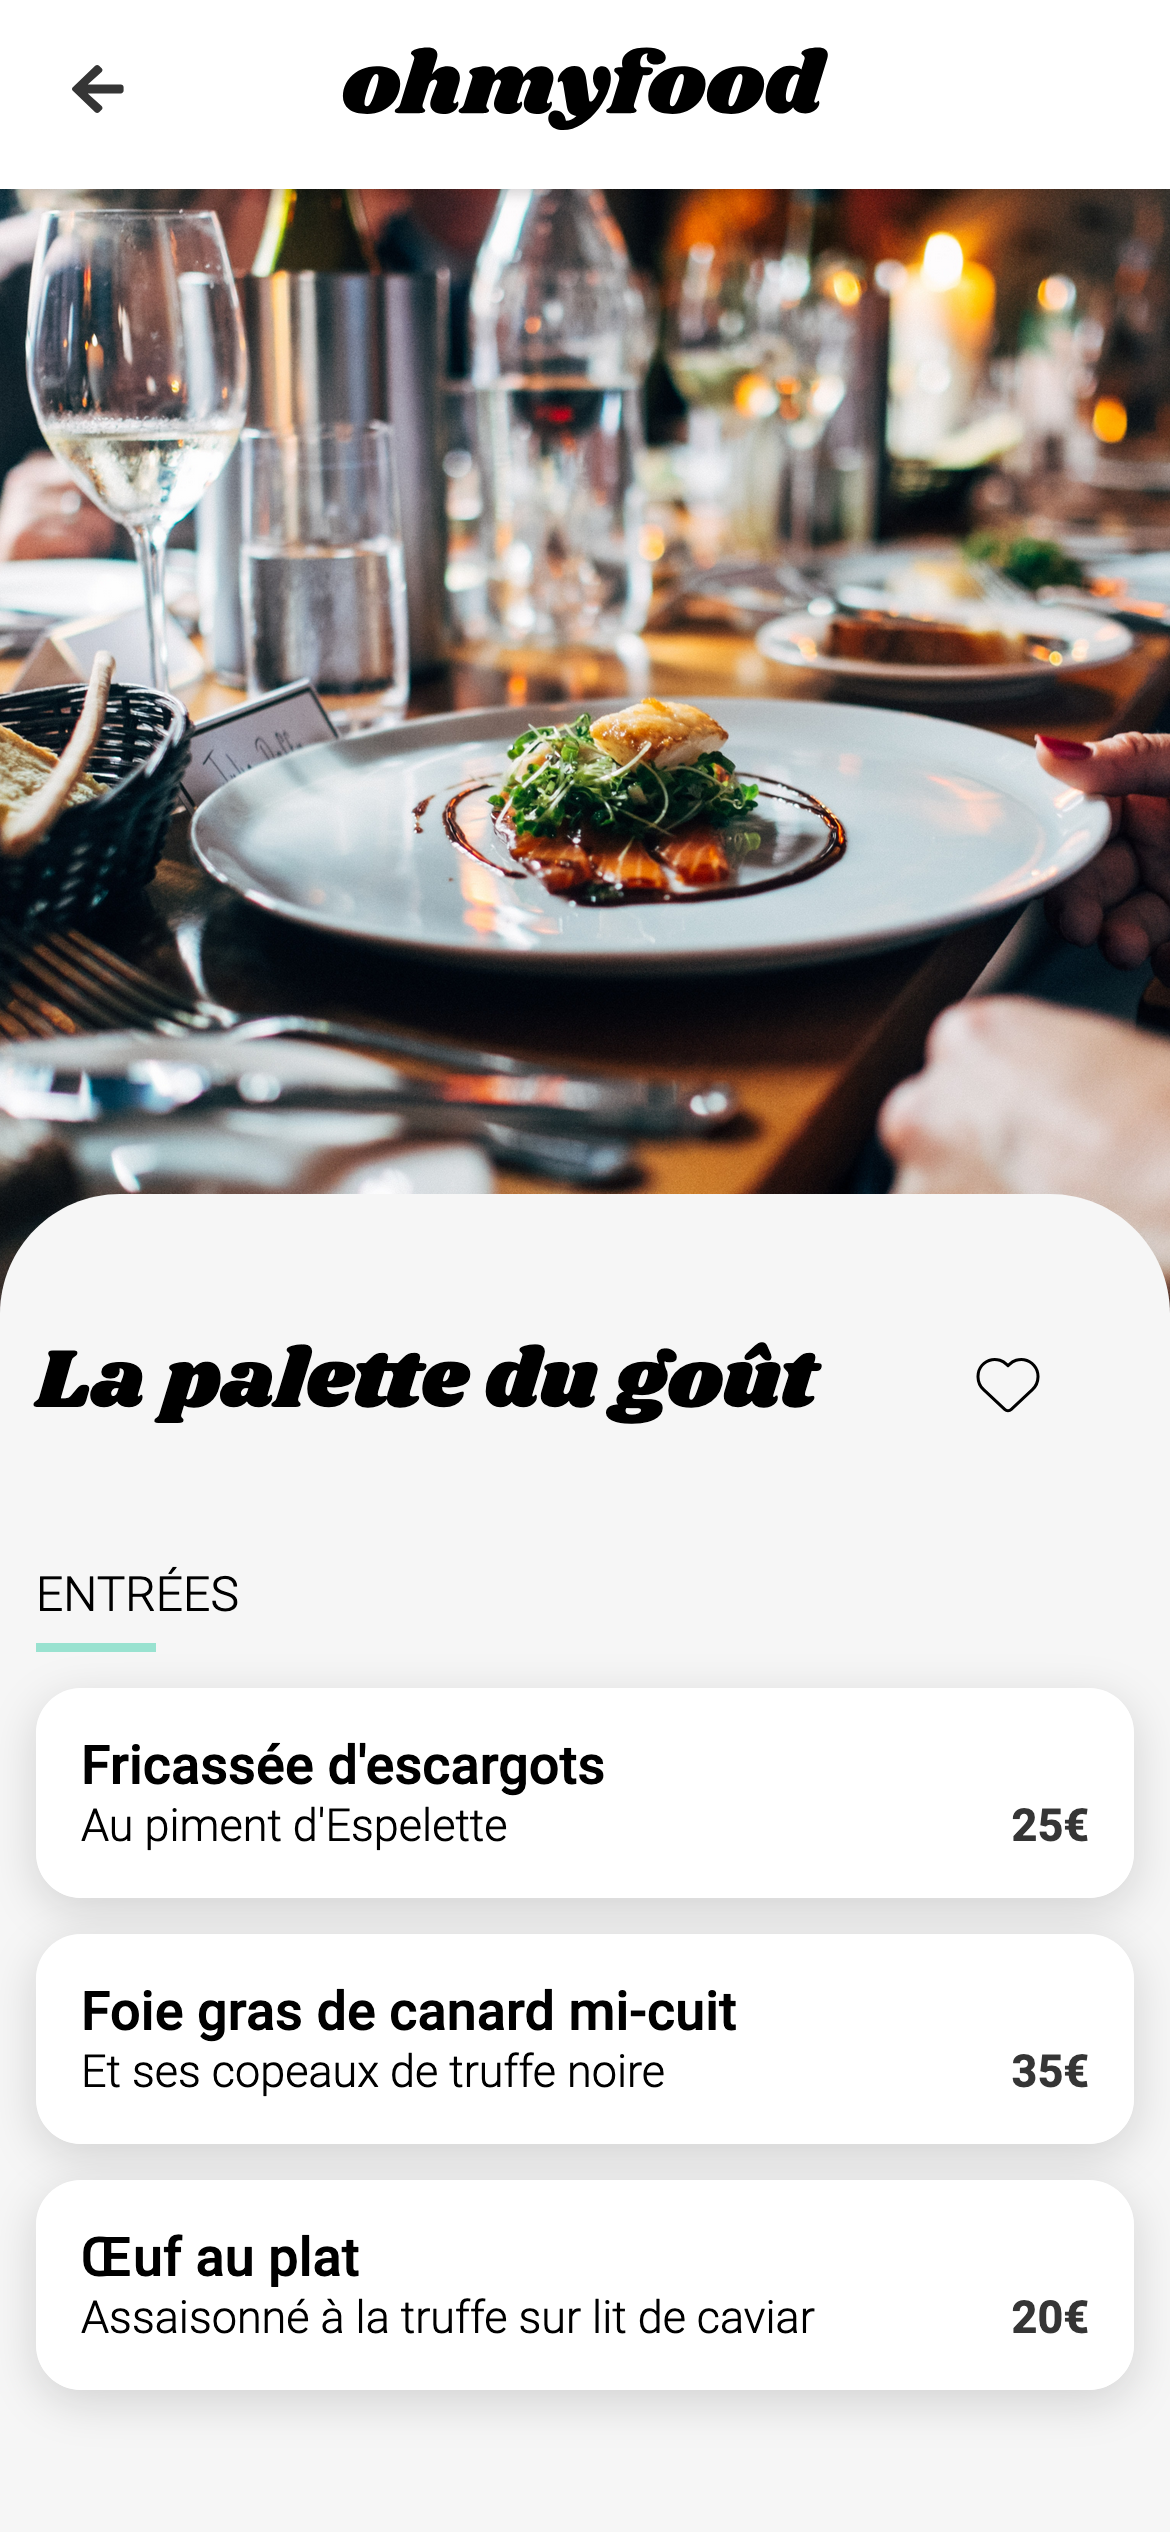 ohmyfood
La palette du goût
ENTRÉES
Fricassée d'escargots
Au piment d'Espelette
25€
Foie gras de canard mi-cuit
Et ses copeaux de truffe noire
35€
Œuf au plat
Assaisonné à la truffe sur lit de caviar
20€